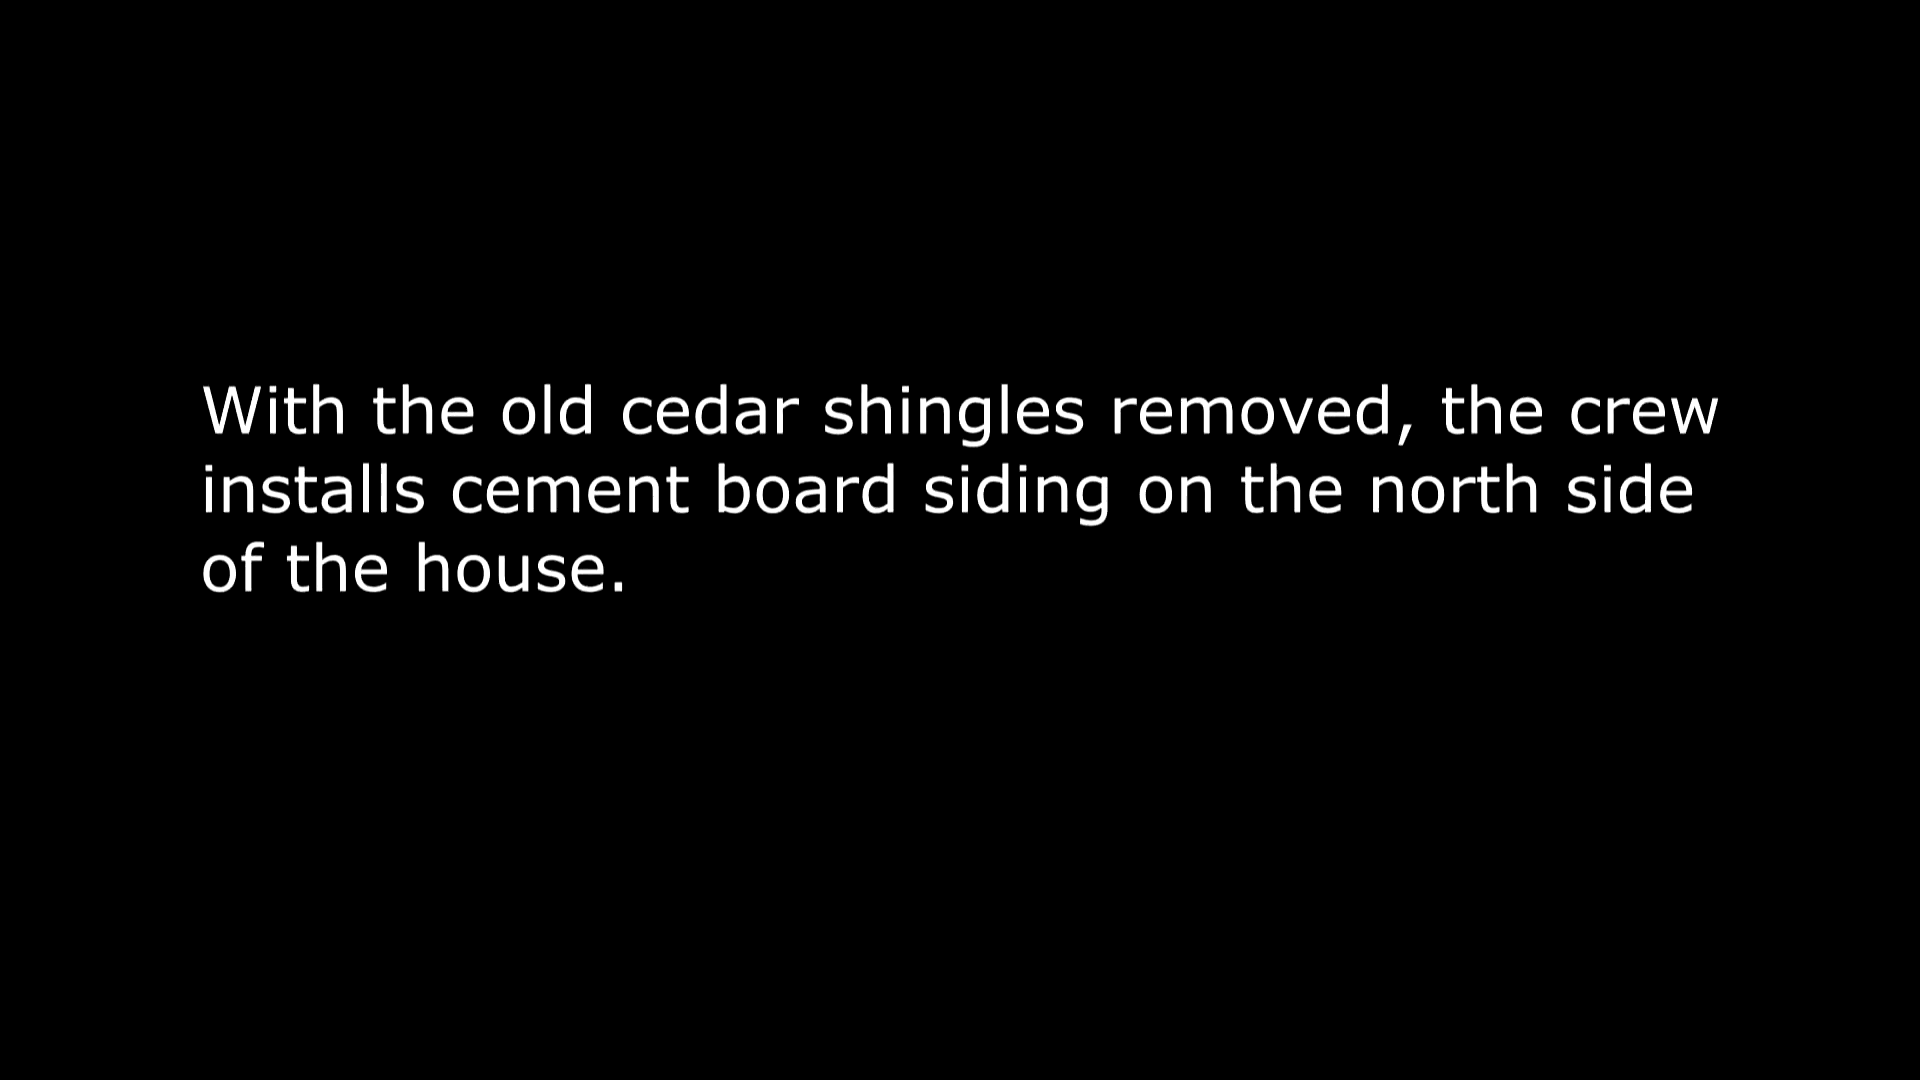 With the old cedar shingles removed, the crew
installs cement board siding on the north side
of the house.